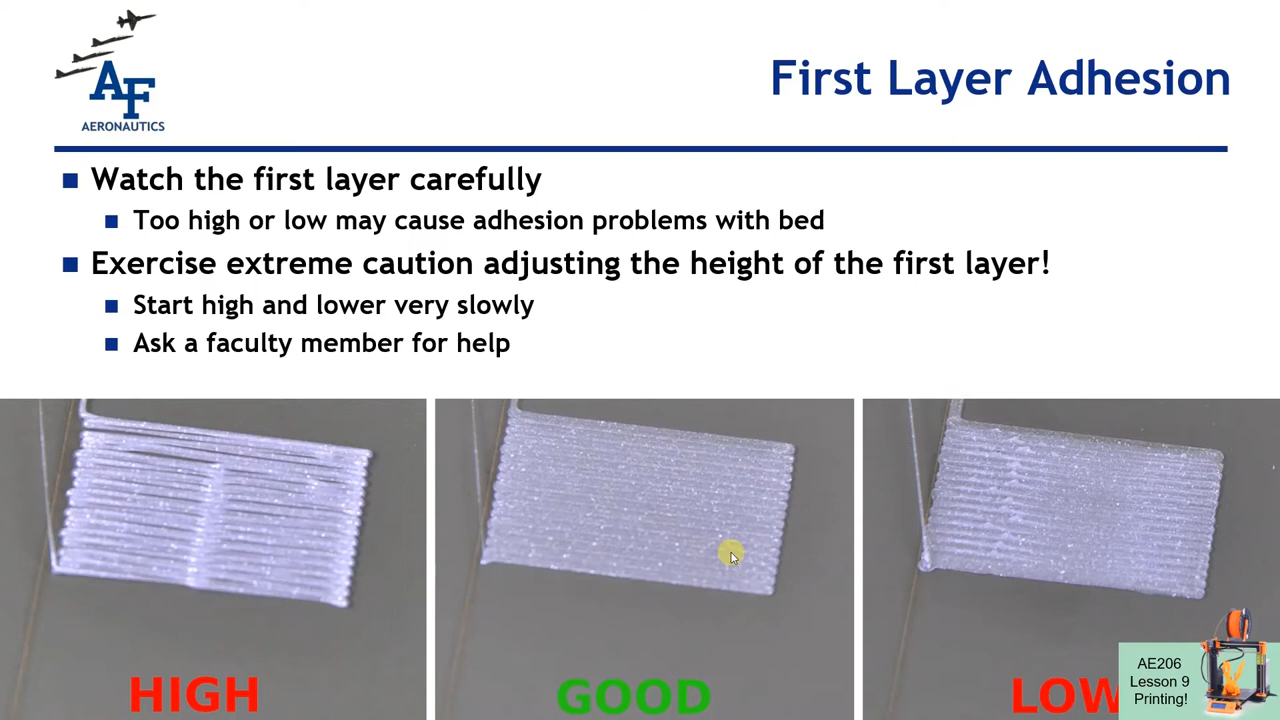 AF
AERONAUTICS
First Layer Adhesion
Watch the first layer carefully
Too high or low may cause adhesion problems with bed
Exercise extreme caution adjusting the height of the first layer!
Start high and lower very slowly
Ask a faculty member for help
HIGH
GOOD
LOW
AE206
Lesson 9
Printing!